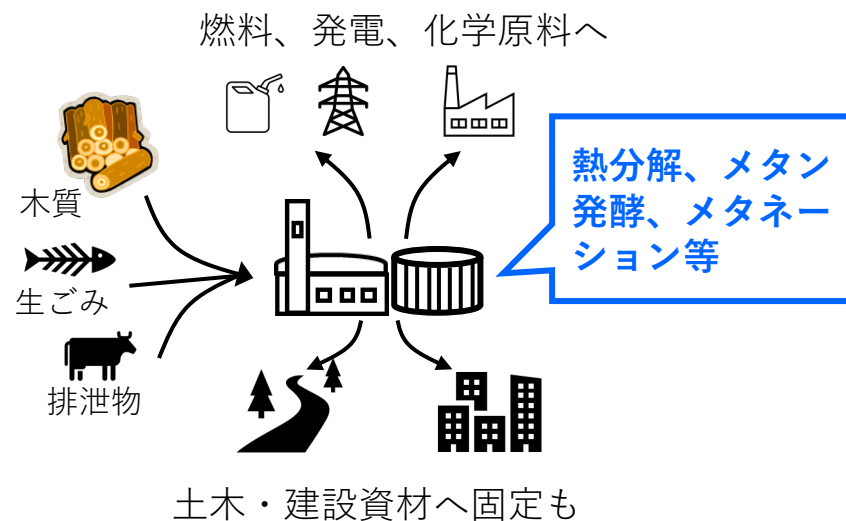 燃料、発電、化学原料へ
木質
生ごみ
排泄物
熱分解、メタン
発酵、メタネー
ション等
土木・建設資材へ固定も